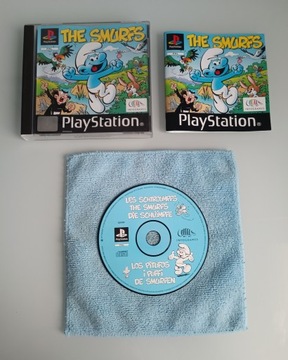 THE SMURFS
PlayStation
THE SMURFS
PlayStation
LES SCHTROUMPFS
THE SMURFS
DIE SCHLÜMPFE
LOS PITUFOS
I PUFFI
DE SMURFEN